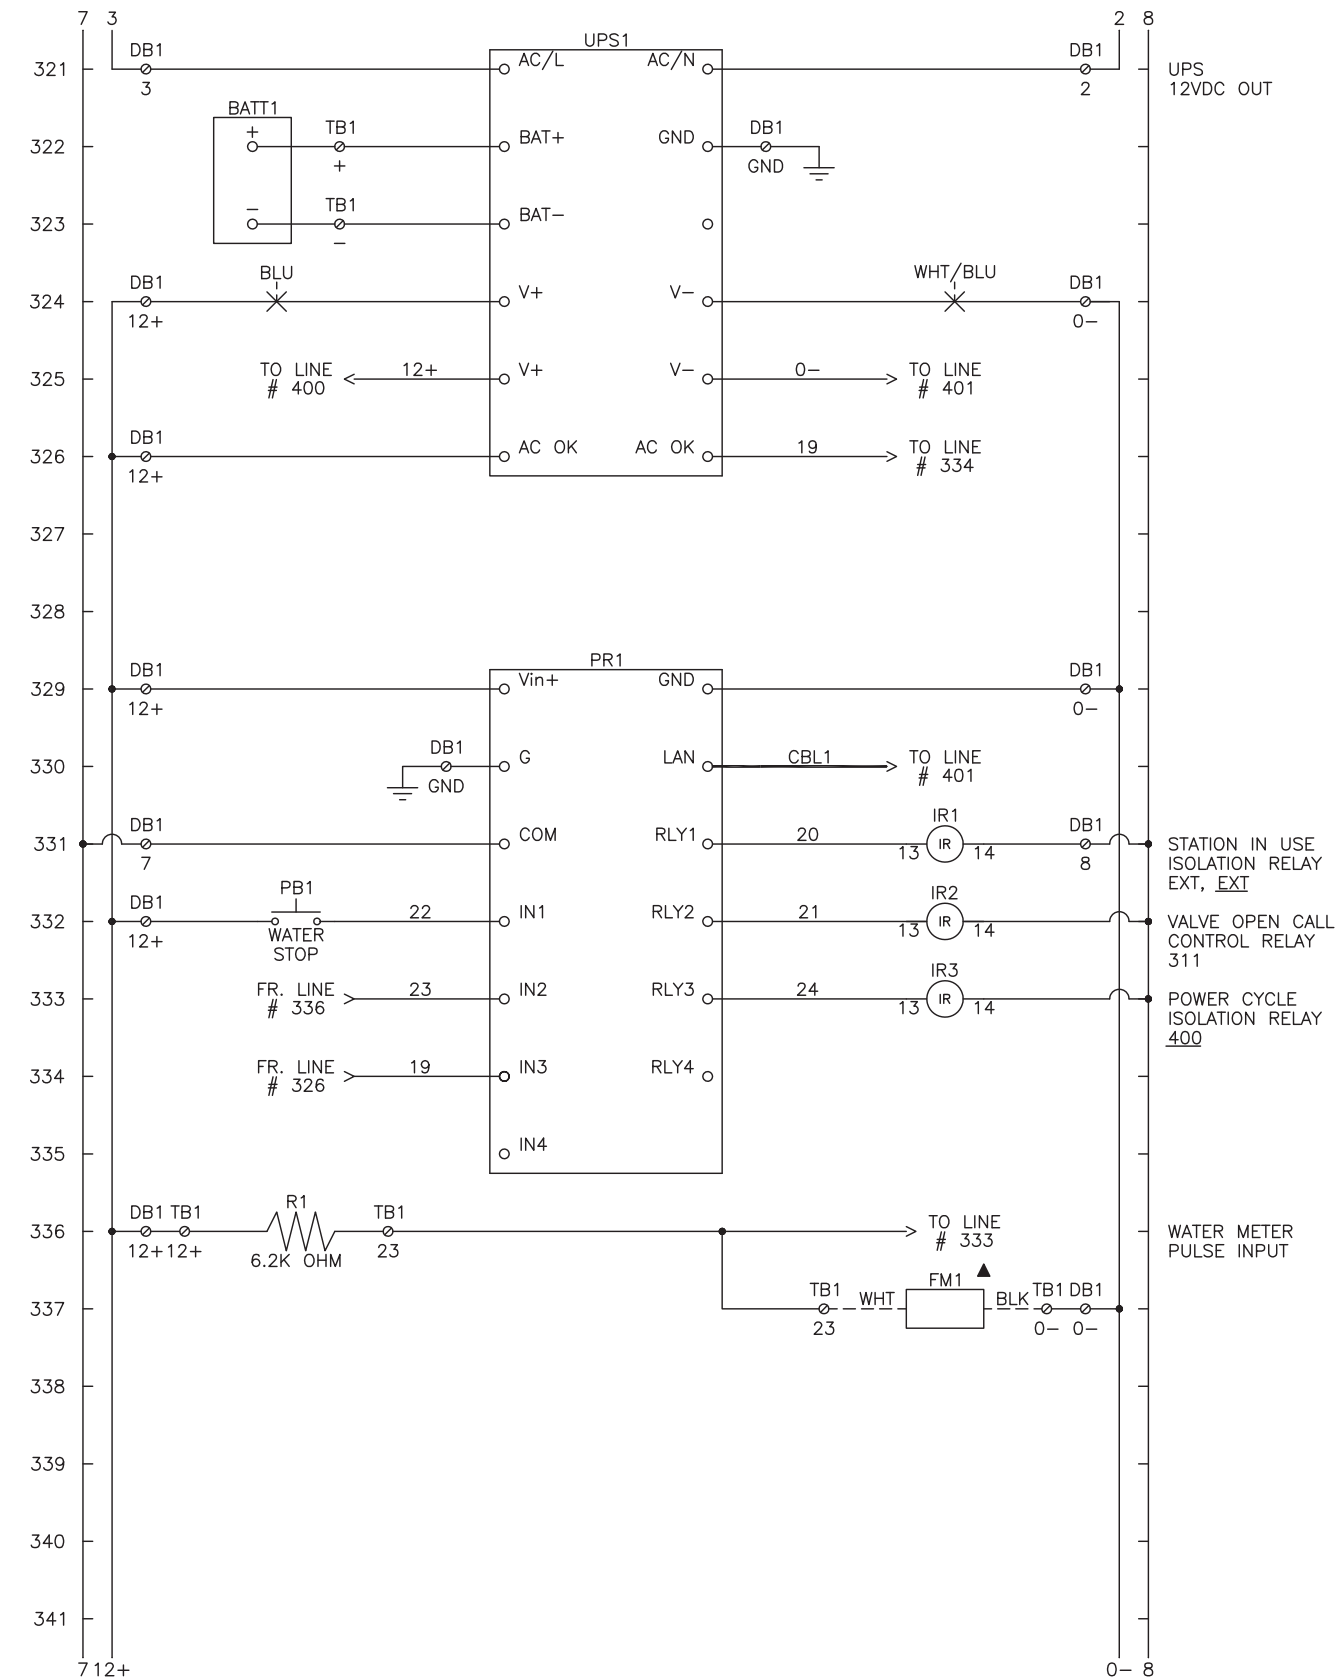 7 3
2 8
321
DB1
3
UPS1
AC/L
AC/N
DB1
2
UPS
12VDC OUT
BATT1
322
+
TB1
+
BAT+
GND
DB1
GND
323
−
TB1
−
BAT−
324
DB1
12+
BLU
V+
V−
WHT/BLU
DB1
0−
325
TO LINE
# 400
12+
V+
V−
0−
TO LINE
# 401
326
DB1
12+
AC OK
AC OK
19
TO LINE
# 334
327
328
PR1
329
DB1
12+
Vin+
GND
DB1
0−
330
DB1
GND
G
LAN
CBL1
TO LINE
# 401
331
DB1
7
COM
RLY1
20
IR1
13
IR
14
DB1
8
STATION IN USE
ISOLATION RELAY
EXT, EXT
332
DB1
12+
PB1
WATER
STOP
22
IN1
RLY2
21
IR2
13
IR
14
VALVE OPEN CALL
CONTROL RELAY
311
333
FR. LINE
# 336
23
IN2
RLY3
24
IR3
13
IR
14
POWER CYCLE
ISOLATION RELAY
400
334
FR. LINE
# 326
19
IN3
RLY4
335
IN4
336
DB1 TB1
12+ 12+
R1
6.2K OHM
TB1
23
TO LINE
# 333
WATER METER
PULSE INPUT
337
TB1
23
WHT
FM1
BLK
TB1 DB1
0− 0−
338
339
340
341
7 12+
0− 8